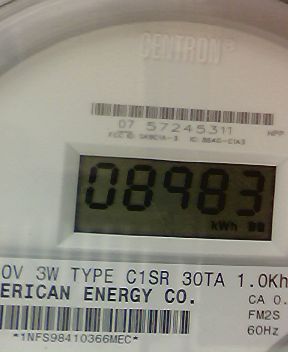 CENTRON®
07 57245311
08983
kWh
0V 3W TYPE C1SR 30TA 1.0Kh
ERICAN ENERGY CO.
CA 0.
FM2S
60Hz
*1NFS98410366MEC*